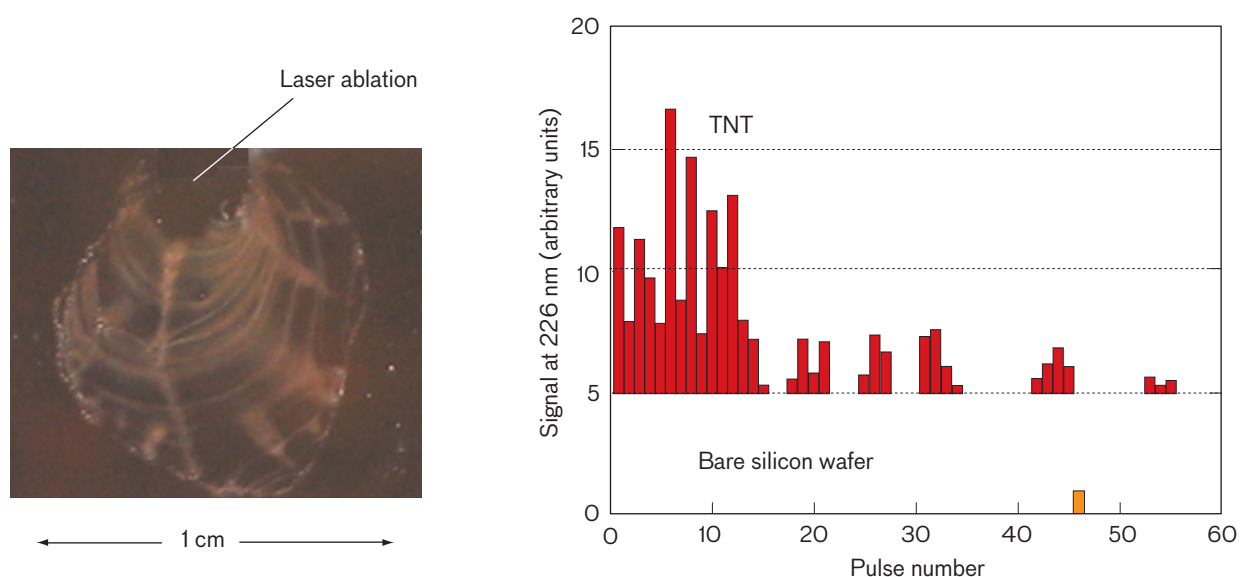 Laser ablation
1 cm
Signal at 226 nm (arbitrary units)
20
15
10
5
0
TNT
Bare silicon wafer
0 10 20 30 40 50 60
Pulse number